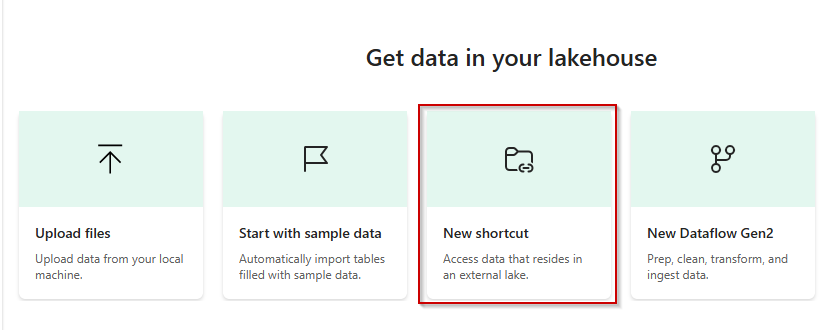 Get data in your lakehouse
Upload files
Upload data from your local
machine.
Start with sample data
Automatically import tables
filled with sample data.
New shortcut
Access data that resides in
an external lake.
New Dataflow Gen2
Prep, clean, transform, and
ingest data.